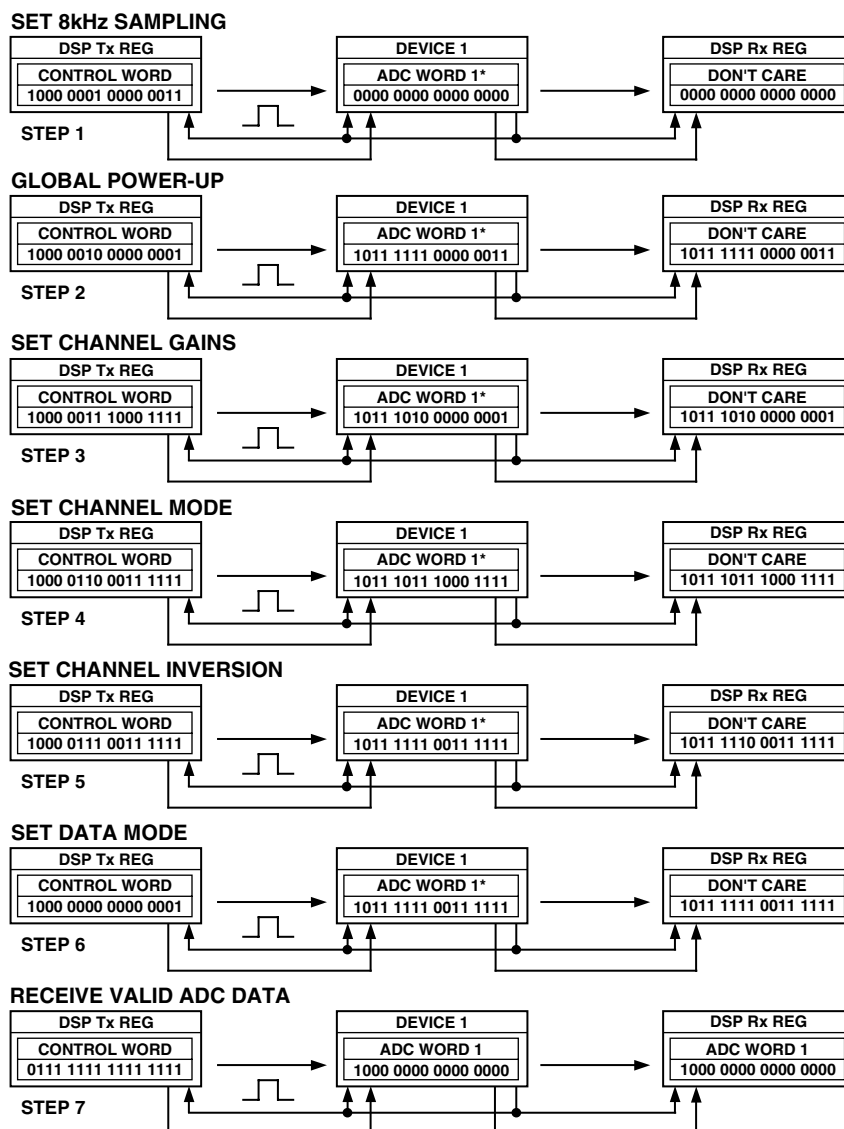 SET 8kHz SAMPLING
DSP Tx REG DEVICE 1 DSP Rx REG
CONTROL WORD ADC WORD 1* DON'T CARE
1000 0001 0000 0011 0000 0000 0000 0000 0000 0000 0000 0000
STEP 1
GLOBAL POWER-UP
DSP Tx REG DEVICE 1 DSP Rx REG
CONTROL WORD ADC WORD 1* DON'T CARE
1000 0010 0000 0001 1011 1111 0000 0011 1011 1111 0000 0011
STEP 2
SET CHANNEL GAINS
DSP Tx REG DEVICE 1 DSP Rx REG
CONTROL WORD ADC WORD 1* DON'T CARE
1000 0011 1000 1111 1011 1010 0000 0001 1011 1010 0000 0001
STEP 3
SET CHANNEL MODE
DSP Tx REG DEVICE 1 DSP Rx REG
CONTROL WORD ADC WORD 1* DON'T CARE
1000 0110 0011 1111 1011 1011 1000 1111 1011 1011 1000 1111
STEP 4
SET CHANNEL INVERSION
DSP Tx REG DEVICE 1 DSP Rx REG
CONTROL WORD ADC WORD 1* DON'T CARE
1000 0111 0011 1111 1011 1111 0011 1111 1011 1110 0011 1111
STEP 5
SET DATA MODE
DSP Tx REG DEVICE 1 DSP Rx REG
CONTROL WORD ADC WORD 1* DON'T CARE
1000 0000 0000 0001 1011 1111 0011 1111 1011 1111 0011 1111
STEP 6
RECEIVE VALID ADC DATA
DSP Tx REG DEVICE 1 DSP Rx REG
CONTROL WORD ADC WORD 1 ADC WORD 1
0111 1111 1111 1111 1000 0000 0000 0000 1000 0000 0000 0000
STEP 7